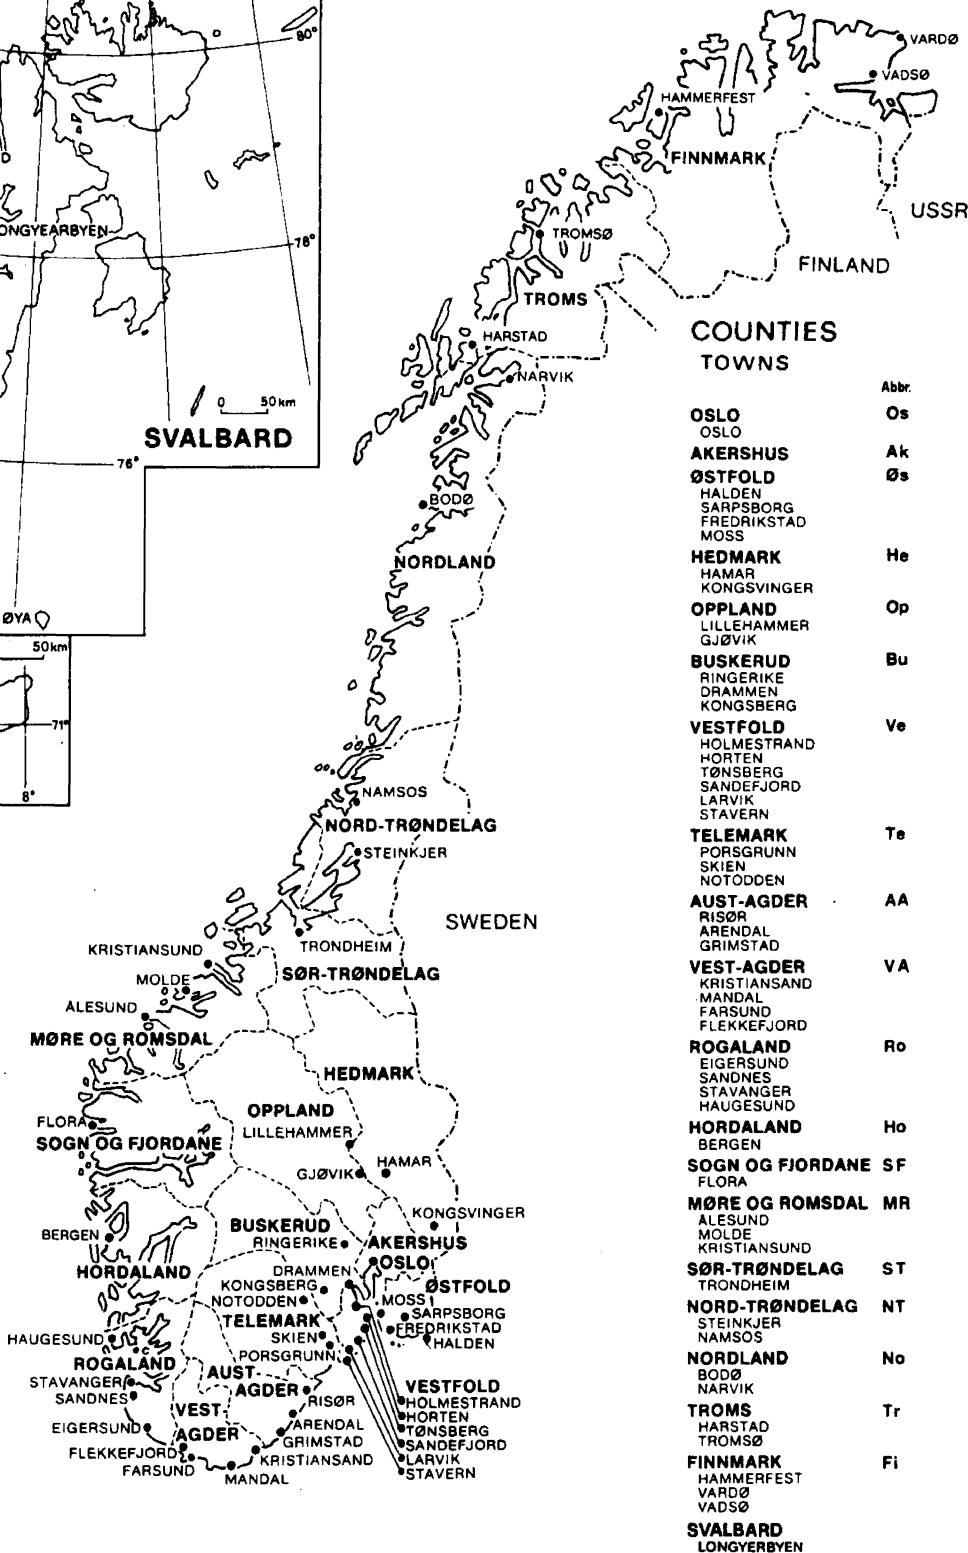 80°
78°
76°
ONGYEARBYEN
0 50km
SVALBARD
ØYA
50km
71°
8°
VARDØ
VADSØ
HAMMERFEST
FINNMARK
USSR
TROMSØ
FINLAND
TROMS
HARSTAD
NARVIK
BODØ
NORDLAND
NAMSOS
NORD-TRØNDELAG
STEINKJER
SWEDEN
TRONDHEIM
KRISTIANSUND
SØR-TRØNDELAG
MOLDE
ÅLESUND
MØRE OG ROMSDAL
HEDMARK
OPPLAND
FLORA
LILLEHAMMER
SOGN OG FJORDANE
GJØVIK
HAMAR
KONGSVINGER
BUSKERUD
BERGEN
RINGERIKE
AKERSHUS
OSLO
HORDALAND
DRAMMEN
KONGSBERG
ØSTFOLD
NOTODDEN
MOSS
SARPSBORG
TELEMARK
FREDRIKSTAD
HAUGESUND
SKIEN
HALDEN
PORSGRUNN
ROGALAND
AUST-
AGDER
STAVANGER
SANDNES
RISØR
VESTFOLD
HOLMESTRAND
HORTEN
TØNSBERG
SANDEFJORD
LARVIK
STAVERN
VEST-
AGDER
EIGERSUND
ARENDAL
GRIMSTAD
FLEKKEFJORD
KRISTIANSAND
FARSUND
MANDAL
COUNTIES
TOWNS
Abbr.
OSLO Os
OSLO
AKERSHUS Ak
ØSTFOLD Øs
HALDEN
SARPSBORG
FREDRIKSTAD
MOSS
HEDMARK He
HAMAR
KONGSVINGER
OPPLAND Op
LILLEHAMMER
GJØVIK
BUSKERUD Bu
RINGERIKE
DRAMMEN
KONGSBERG
VESTFOLD Ve
HOLMESTRAND
HORTEN
TØNSBERG
SANDEFJORD
LARVIK
STAVERN
TELEMARK Te
PORSGRUNN
SKIEN
NOTODDEN
AUST-AGDER AA
RISØR
ARENDAL
GRIMSTAD
VEST-AGDER VA
KRISTIANSAND
MANDAL
FARSUND
FLEKKEFJORD
ROGALAND Ro
EIGERSUND
SANDNES
STAVANGER
HAUGESUND
HORDALAND Ho
BERGEN
SOGN OG FJORDANE SF
FLORA
MØRE OG ROMSDAL MR
ÅLESUND
MOLDE
KRISTIANSUND
SØR-TRØNDELAG ST
TRONDHEIM
NORD-TRØNDELAG NT
STEINKJER
NAMSOS
NORDLAND No
BODØ
NARVIK
TROMS Tr
HARSTAD
TROMSØ
FINNMARK Fi
HAMMERFEST
VARDØ
VADSØ
SVALBARD
LONGYERBYEN